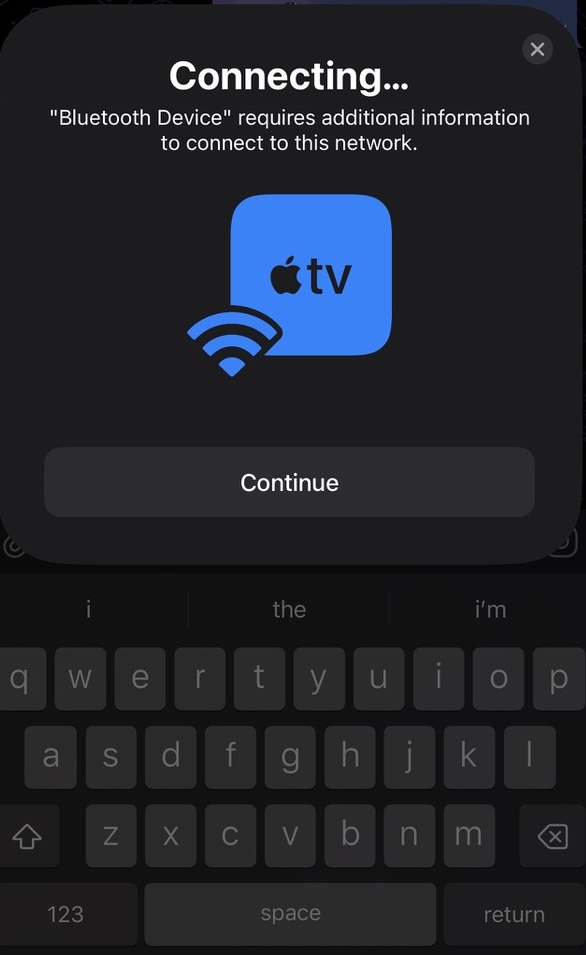 Connecting...
"Bluetooth Device" requires additional information
to connect to this network.
tv
Continue
i the i'm
q w e r t y u i o p
a s d f g h j k l
z x c v b n m
123 space return